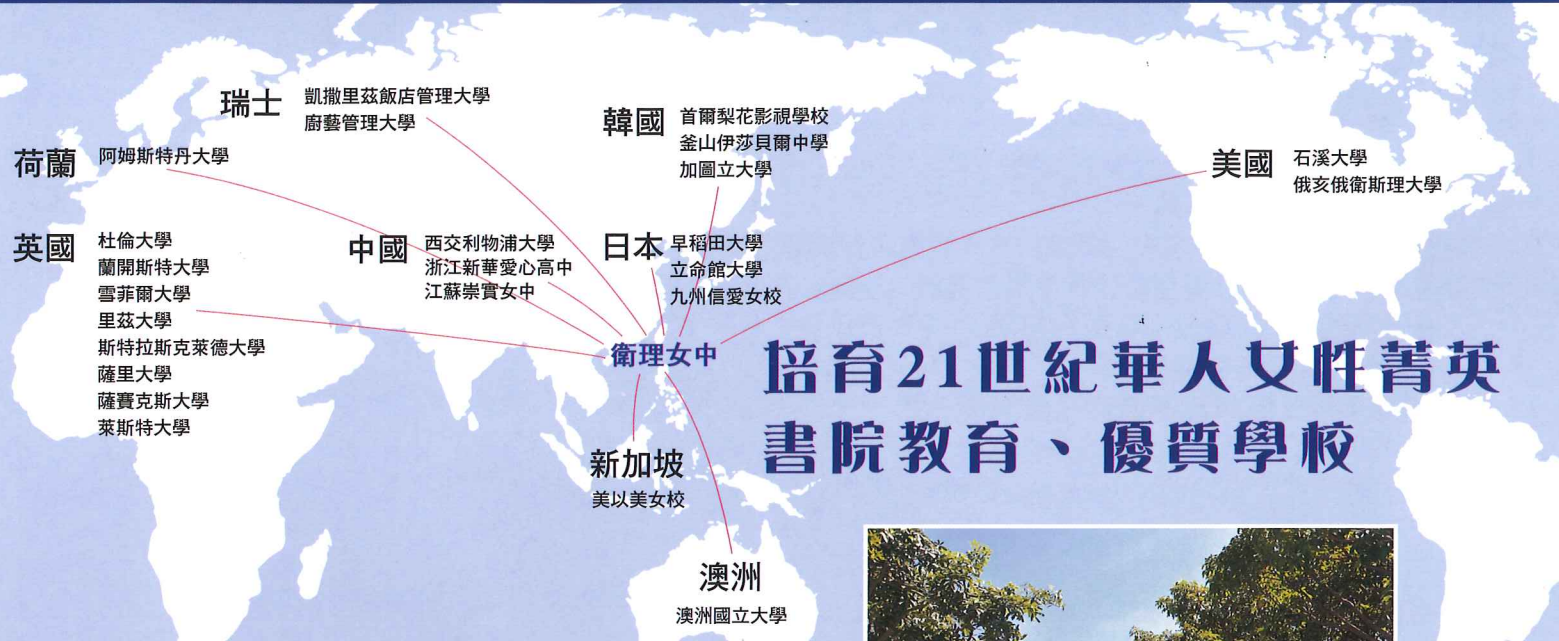 瑞士
凱撒里茲飯店管理大學
廚藝管理大學
韓國
首爾梨花影視學校
釜山伊莎貝爾中學
加圖立大學
荷蘭
阿姆斯特丹大學
美國
石溪大學
俄亥俄衛斯理大學
英國
杜倫大學
蘭開斯特大學
雪菲爾大學
里茲大學
斯特拉斯克萊德大學
薩里大學
薩賽克斯大學
萊斯特大學
中國
西交利物浦大學
浙江新華愛心高中
江蘇崇實女中
日本
早稻田大學
立命館大學
九州信愛女校
衛理女中
培育21世紀華人女性菁英
書院教育、優質學校
新加坡
美以美女校
澳洲
澳洲國立大學